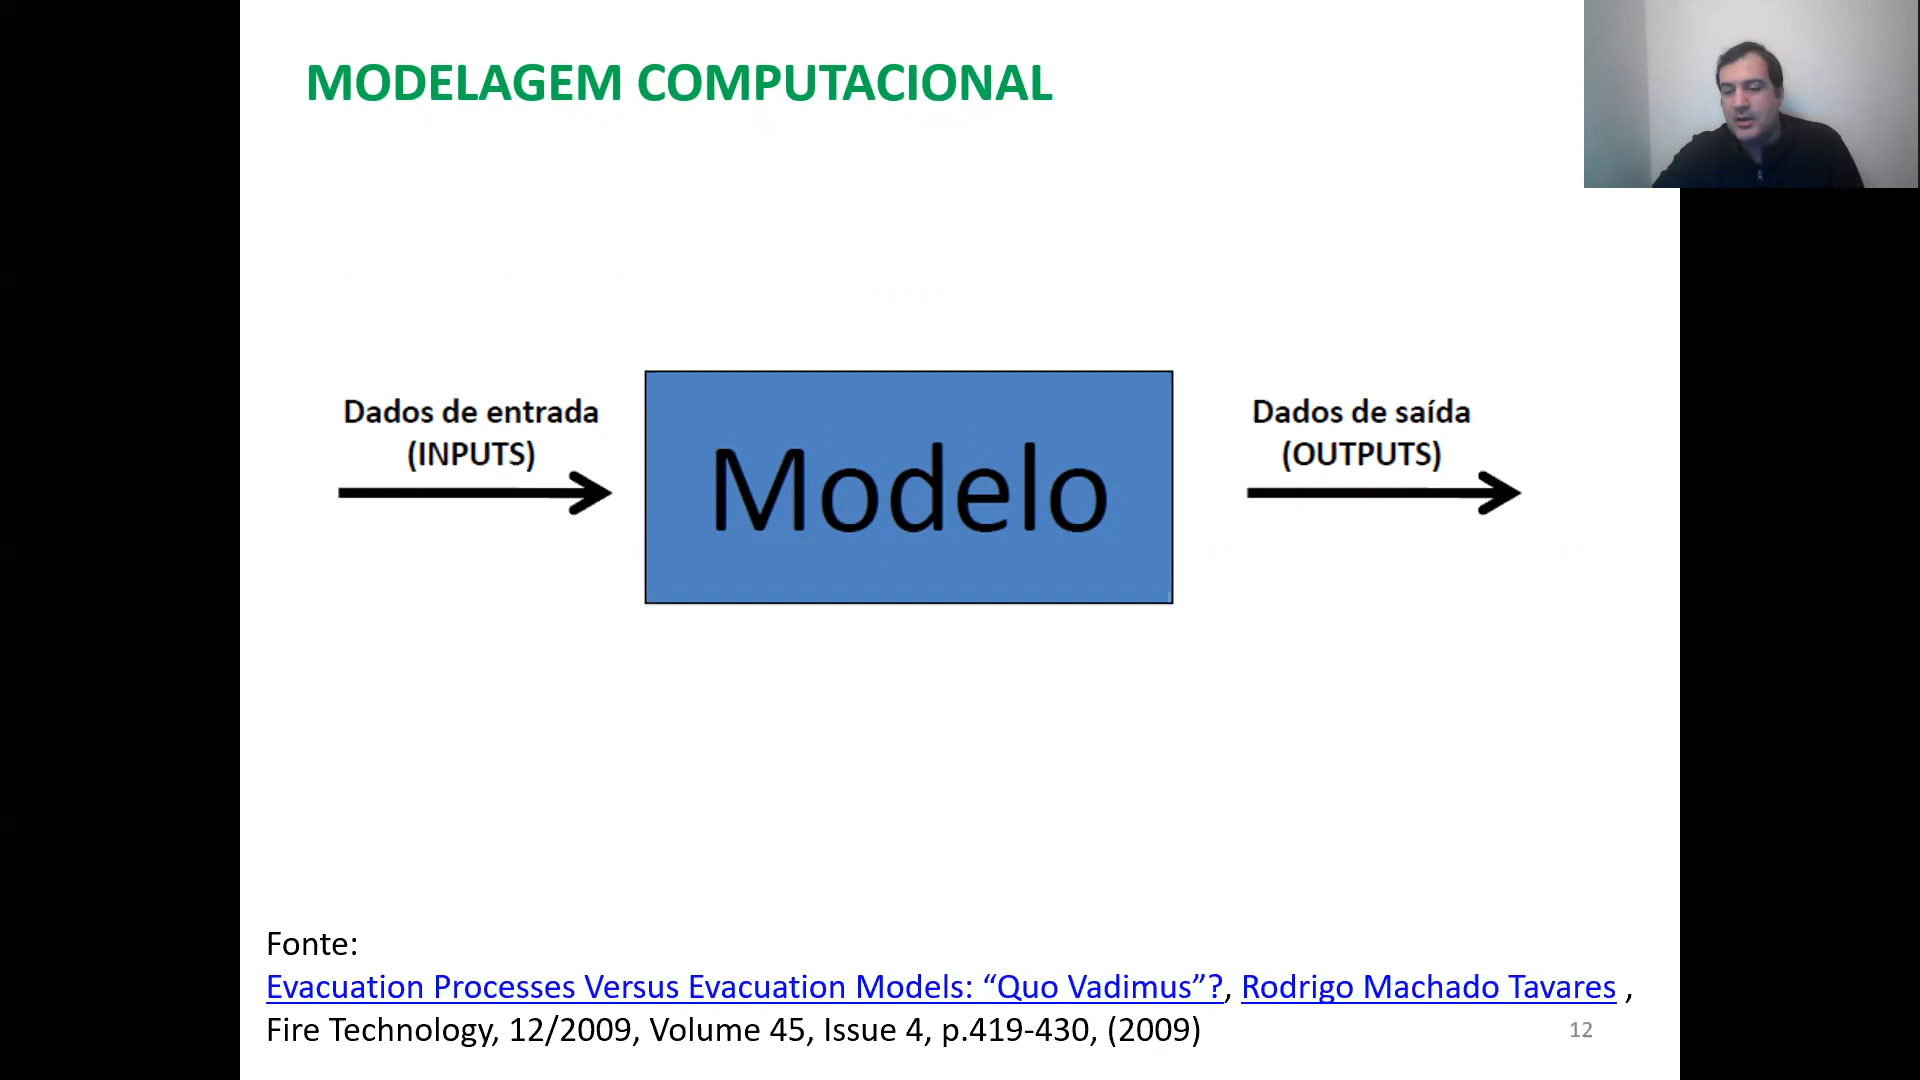 MODELAGEM COMPUTACIONAL
Dados de entrada
(INPUTS)
Modelo
Dados de saída
(OUTPUTS)
Fonte:
Evacuation Processes Versus Evacuation Models: “Quo Vadimus”?, Rodrigo Machado Tavares ,
Fire Technology, 12/2009, Volume 45, Issue 4, p.419-430, (2009)
12